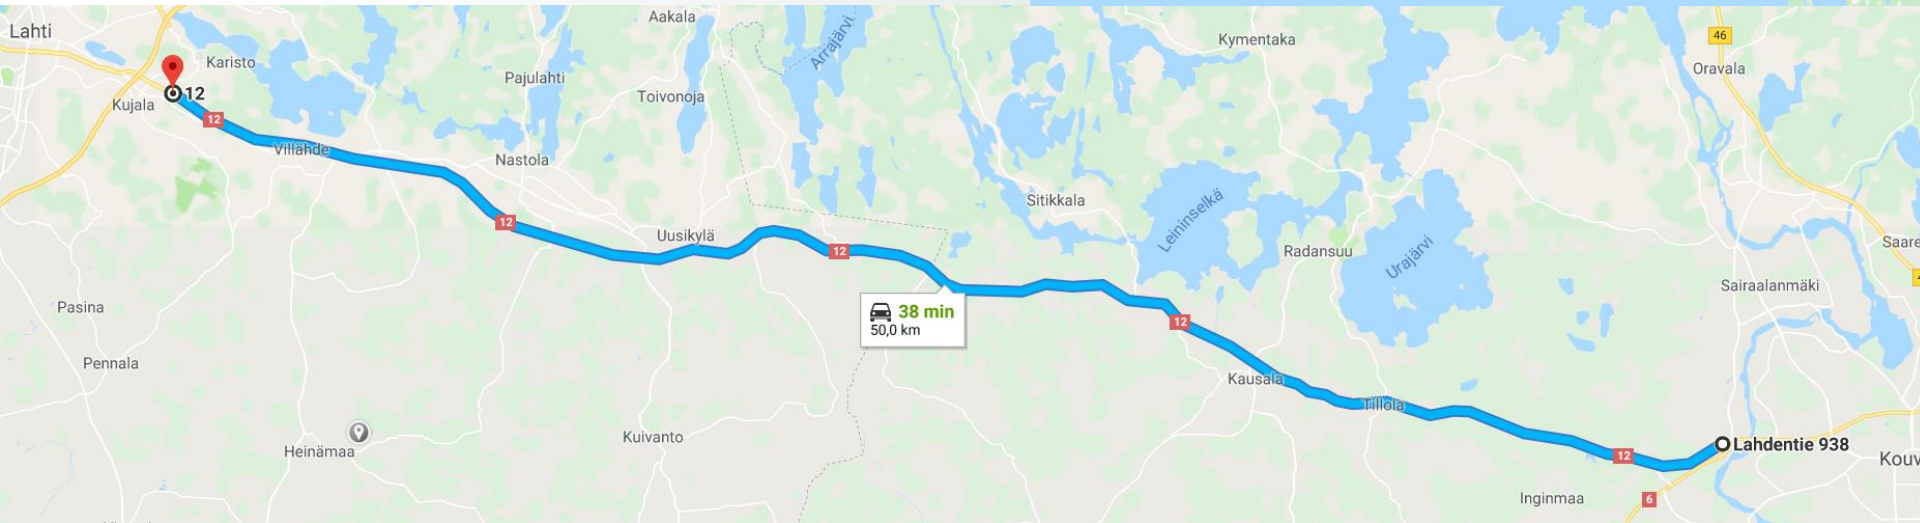 Lahti
Aakala
Arrajärvi
Kymentaka
46
Oravala
Karisto
Pajulahti
Toivonoja
12
Kujala
12
Villähde
Nastola
Sitikkala
Leininselkä
12
Uusikylä
12
Radansuu
Urajärvi
Saare
Sairaalanmäki
Pasina
38 min
50,0 km
12
Pennala
Kausala
Tillola
Heinämaa
Kuivanto
12
Lahdentie 938
Kouv
Inginmaa
6